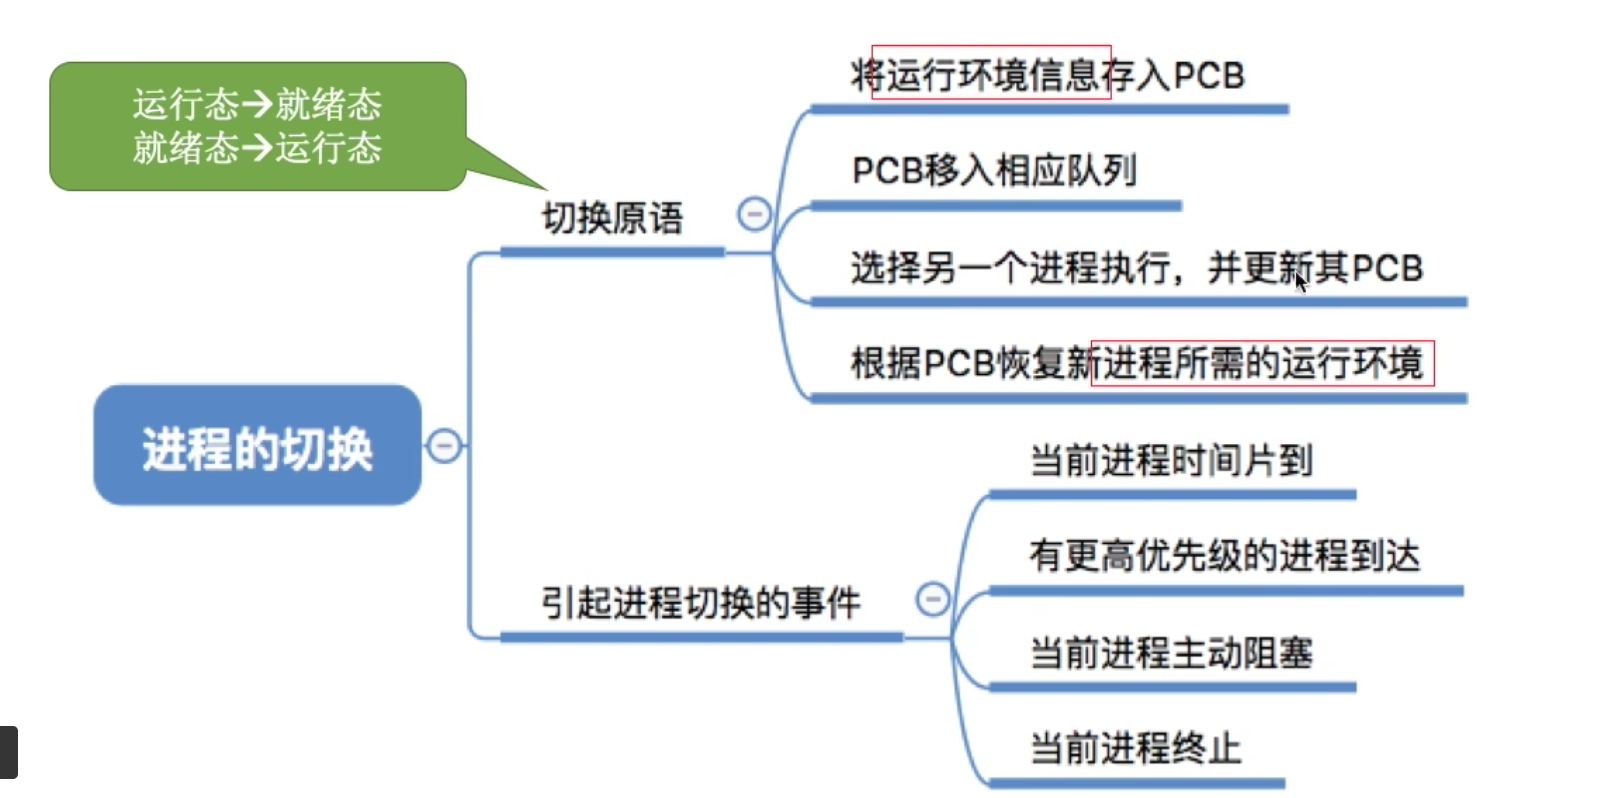 运行态→就绪态
就绪态→运行态
将运行环境信息存入PCB
PCB移入相应队列
切换原语
选择另一个进程执行，并更新其PCB
根据PCB恢复新进程所需的运行环境
进程的切换
当前进程时间片到
有更高优先级的进程到达
引起进程切换的事件
当前进程主动阻塞
当前进程终止